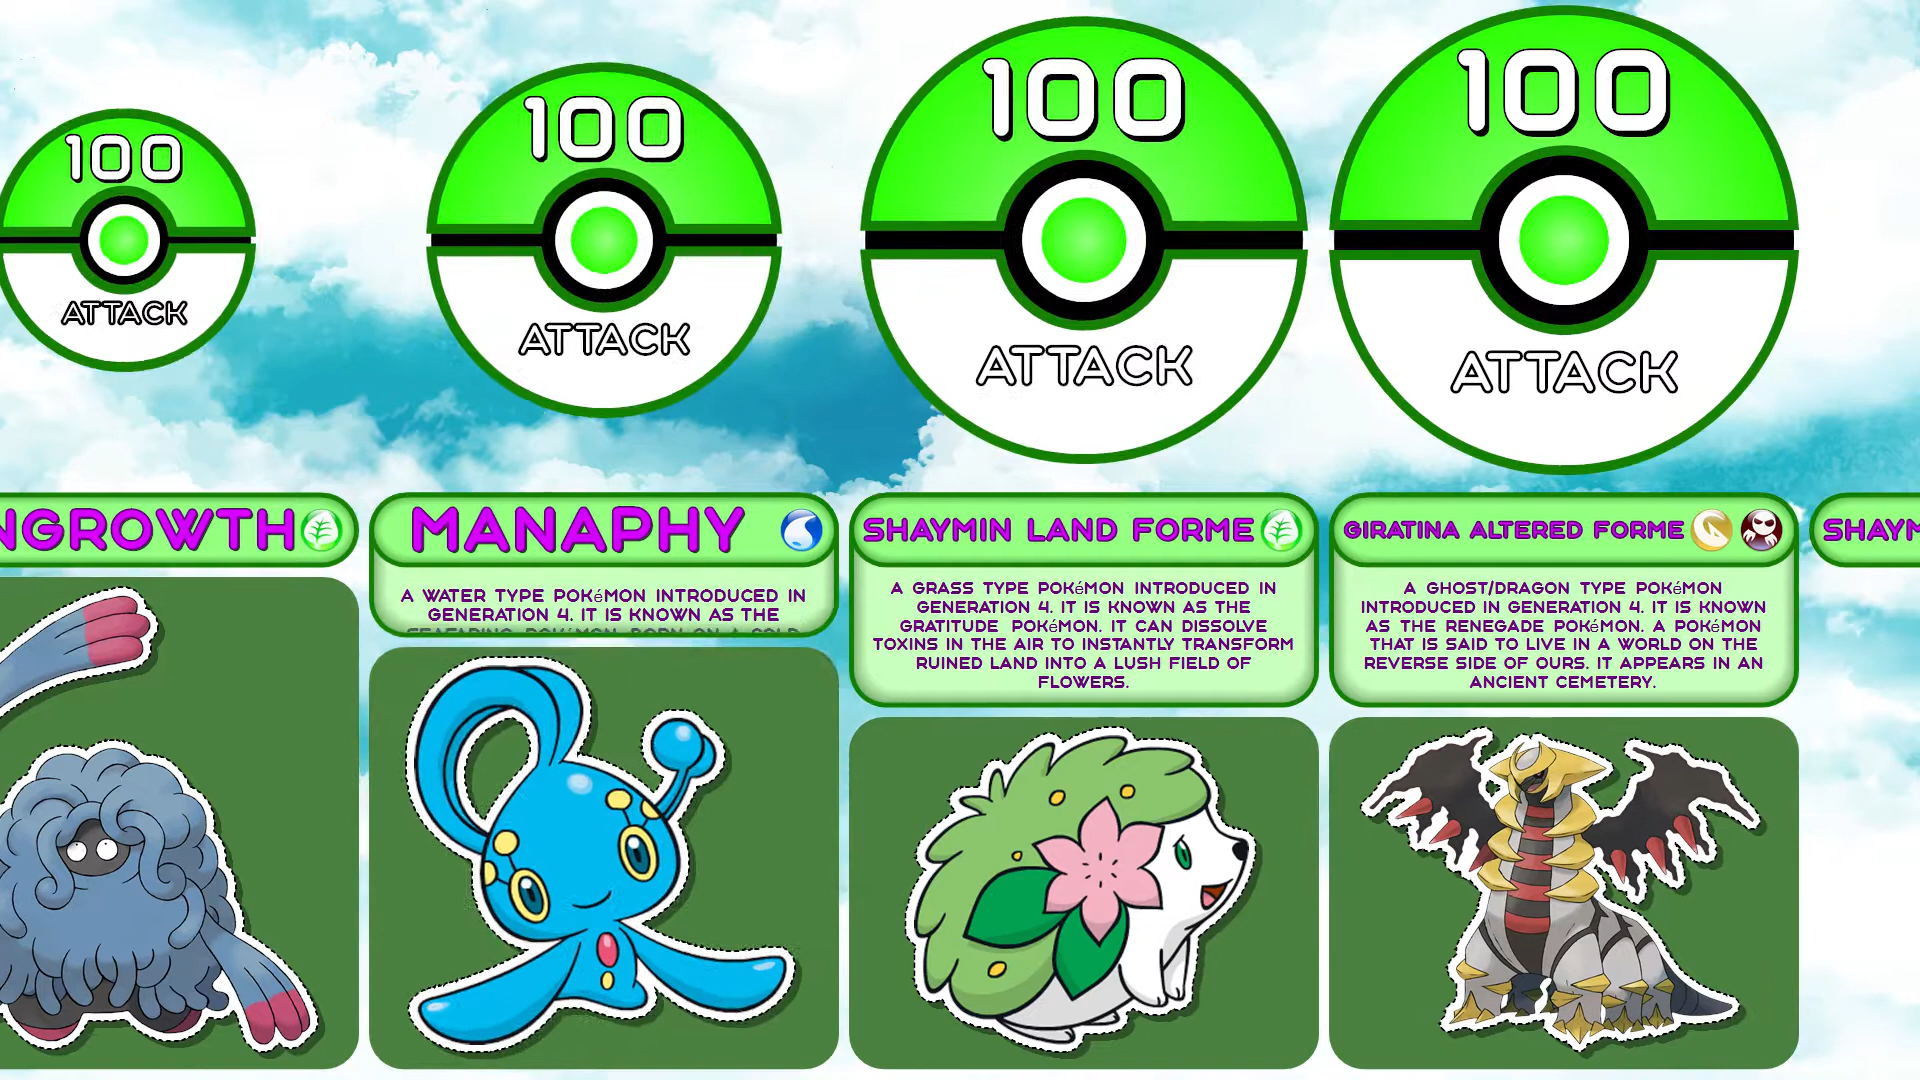 100
ATTACK
100
ATTACK
100
ATTACK
100
ATTACK
NGROWTH
MANAPHY
A WATER TYPE POKéMON INTRODUCED IN
GENERATION 4. IT IS KNOWN AS THE
SHAYMIN LAND FORME
A GRASS TYPE POKéMON INTRODUCED IN
GENERATION 4. IT IS KNOWN AS THE
GRATITUDE POKéMON. IT CAN DISSOLVE
TOXINS IN THE AIR TO INSTANTLY TRANSFORM
RUINED LAND INTO A LUSH FIELD OF
FLOWERS.
GIRATINA ALTERED FORME
A GHOST/DRAGON TYPE POKéMON
INTRODUCED IN GENERATION 4. IT IS KNOWN
AS THE RENEGADE POKéMON. A POKéMON
THAT IS SAID TO LIVE IN A WORLD ON THE
REVERSE SIDE OF OURS. IT APPEARS IN AN
ANCIENT CEMETERY.
SHAYM